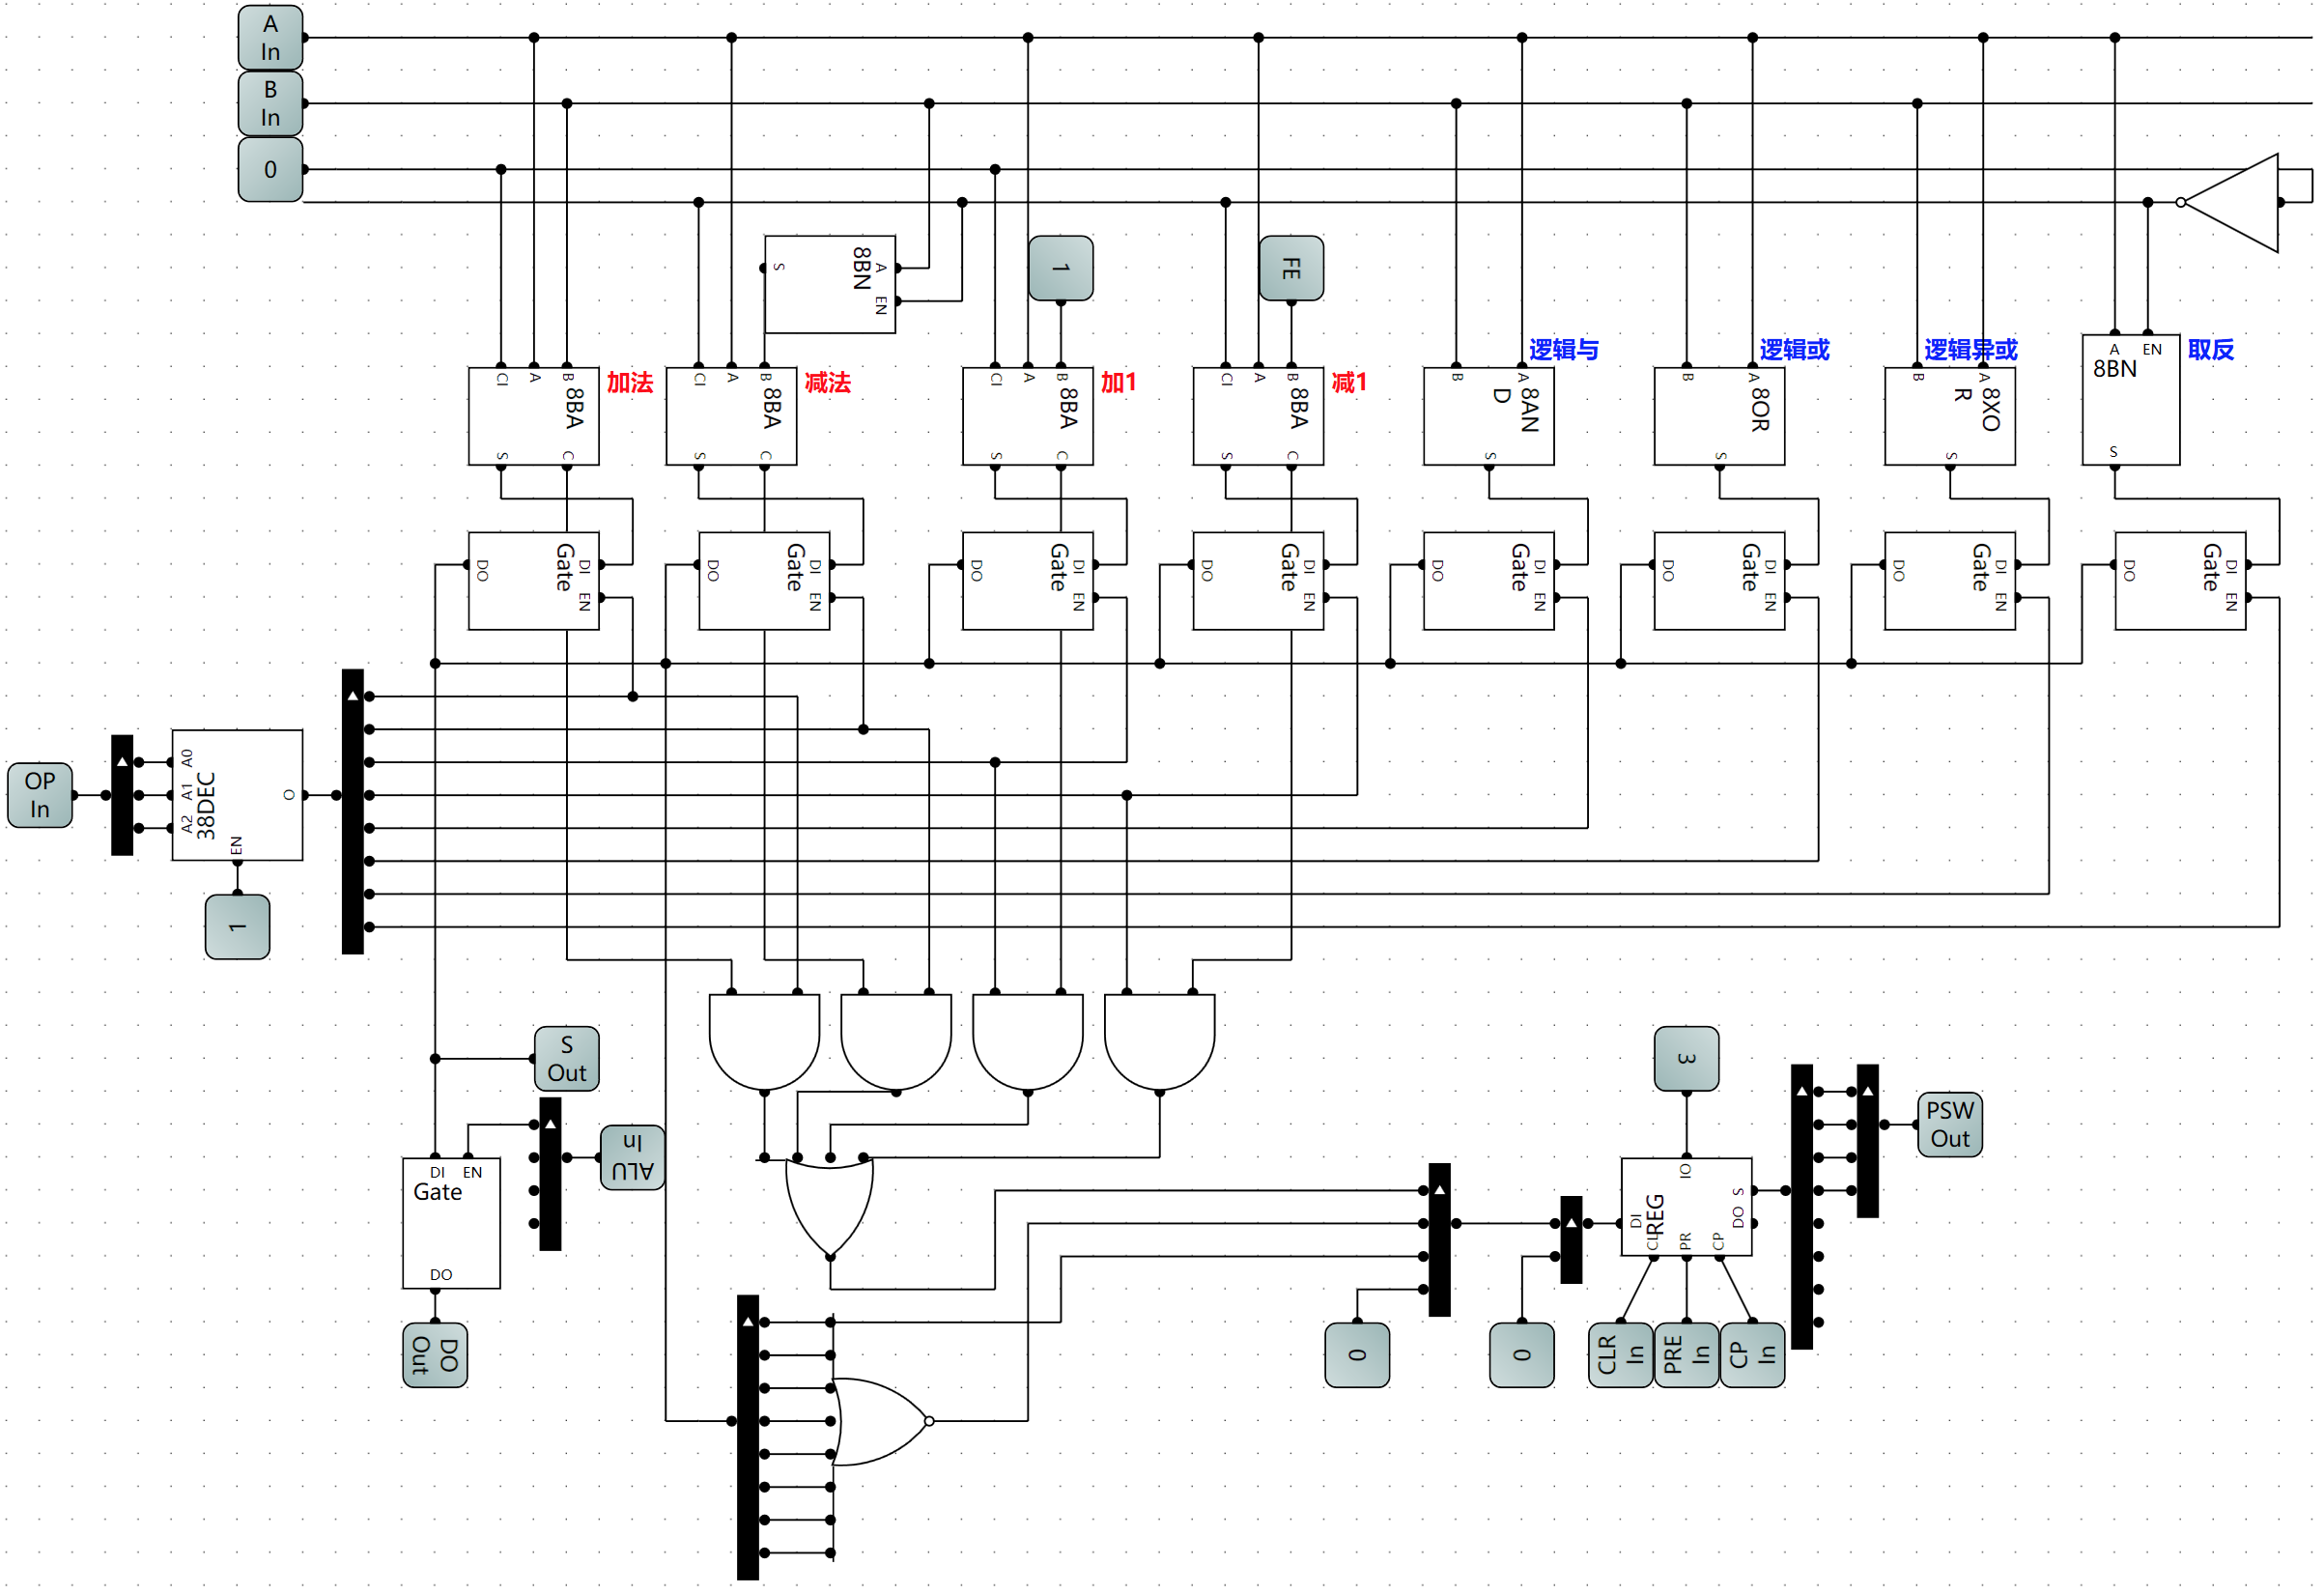 A
In
B
In
0
8BN
A
EN
S
1
FE
CI
A
B
8BA
S
C
加法
CI
A
B
8BA
S
C
减法
CI
A
B
8BA
S
C
加1
CI
A
B
8BA
S
C
减1
B
A
8AN
D
S
逻辑与
B
A
8OR
S
逻辑或
B
A
8XO
R
S
逻辑异或
A
EN
8BN
S
取反
DO
Gate
DI
EN
DO
Gate
DI
EN
DO
Gate
DI
EN
DO
Gate
DI
EN
DO
Gate
DI
EN
DO
Gate
DI
EN
DO
Gate
DI
EN
DO
Gate
DI
EN
OP
In
A0
A1
A2
38DEC
EN
O
1
S
Out
ALU
In
DI
EN
Gate
DO
DO
Out
3
IO
DI
REG
CL
PR
CP
S
DO
PSW
Out
0
0
CLR
In
PRE
In
CP
In